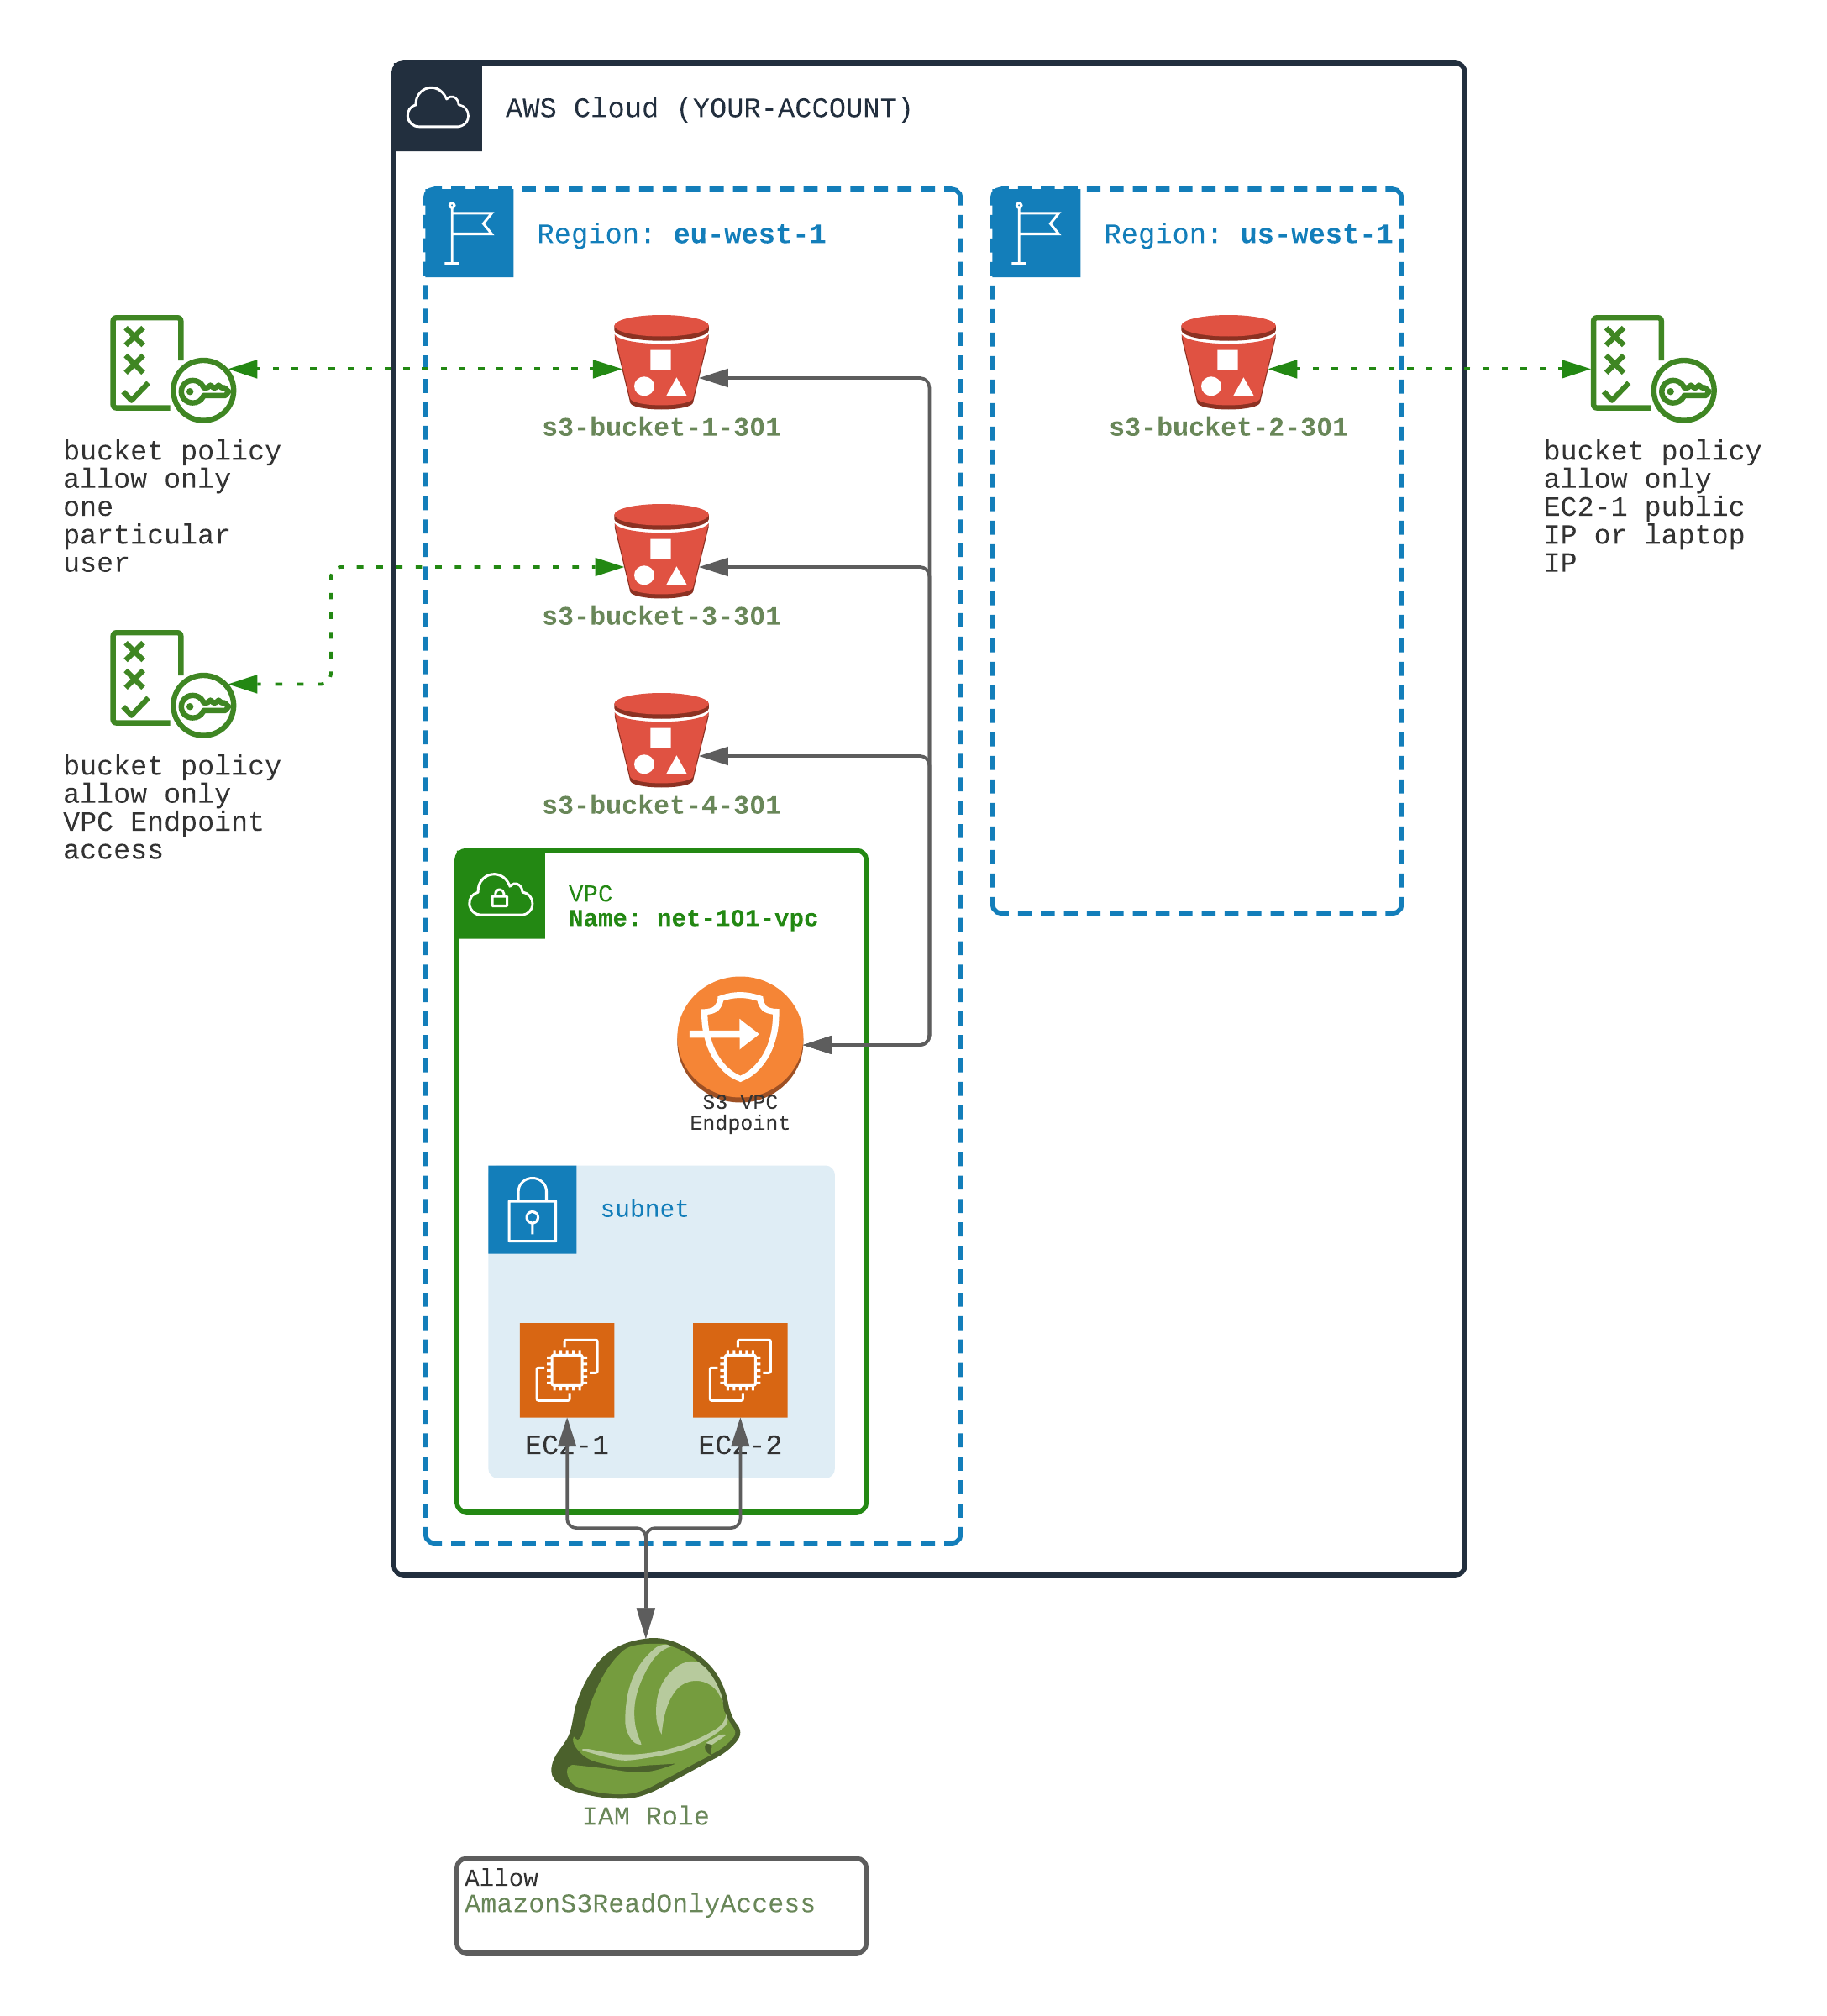 AWS Cloud (YOUR-ACCOUNT)
Region: eu-west-1
Region: us-west-1
s3-bucket-1-301
s3-bucket-2-301
bucket policy
allow only
one
particular
user
bucket policy
allow only
EC2-1 public
IP or laptop
IP
s3-bucket-3-301
bucket policy
allow only
VPC Endpoint
access
s3-bucket-4-301
VPC
Name: net-101-vpc
S3 VPC
Endpoint
subnet
EC2-1
EC2-2
IAM Role
Allow
AmazonS3ReadOnlyAccess